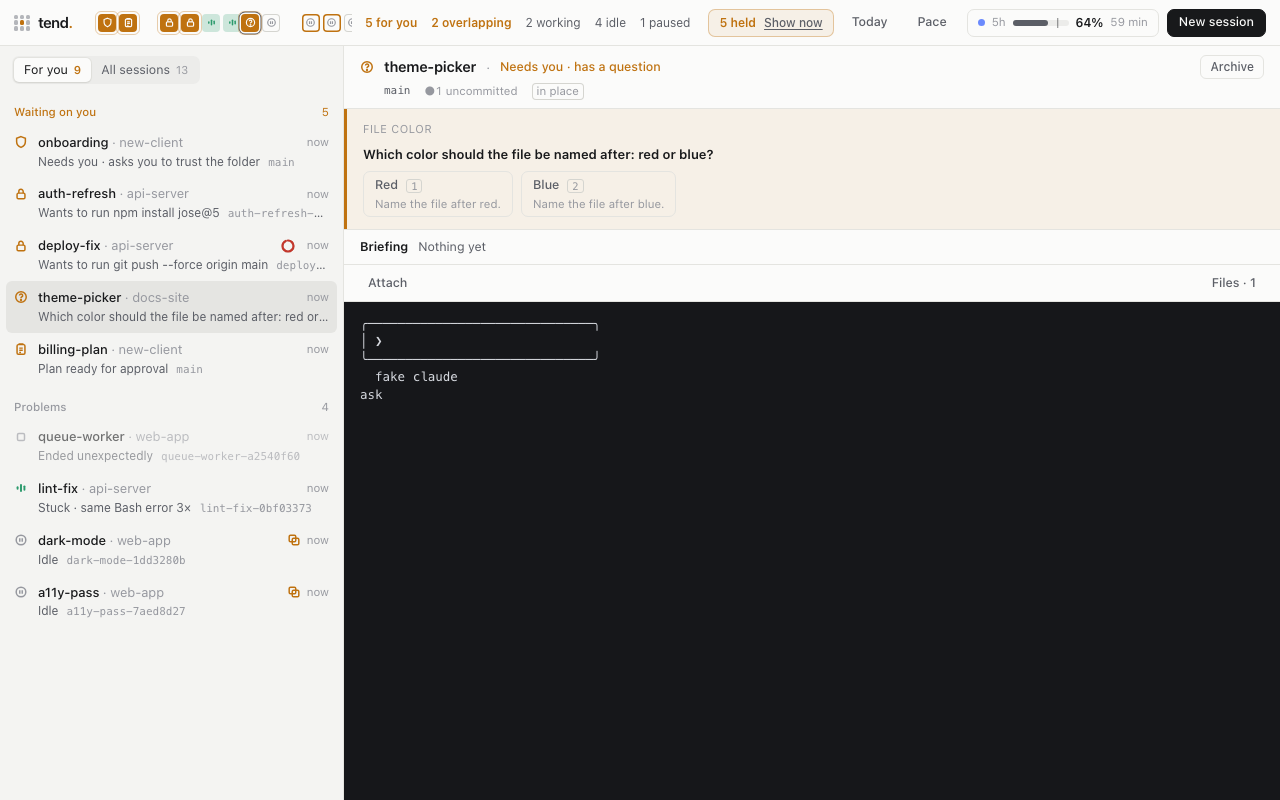 tend.
5 for you 2 overlapping 2 working 4 idle 1 paused
5 held Show now
Today
Pace
5h 64% 59 min
New session
For you 9
All sessions 13
Waiting on you 5
onboarding · new-client now
Needs you · asks you to trust the folder main
auth-refresh · api-server now
Wants to run npm install jose@5 auth-refresh-…
deploy-fix · api-server now
Wants to run git push --force origin main deploy…
theme-picker · docs-site now
Which color should the file be named after: red or…
billing-plan · new-client now
Plan ready for approval main
Problems 4
queue-worker · web-app now
Ended unexpectedly queue-worker-a2540f60
lint-fix · api-server now
Stuck · same Bash error 3× lint-fix-0bf03373
dark-mode · web-app now
Idle dark-mode-1dd3280b
a11y-pass · web-app now
Idle a11y-pass-7aed8d27
theme-picker · Needs you · has a question
Archive
main 1 uncommitted in place
FILE COLOR
Which color should the file be named after: red or blue?
Red 1
Name the file after red.
Blue 2
Name the file after blue.
Briefing Nothing yet
Attach
Files · 1
❯
fake claude
ask